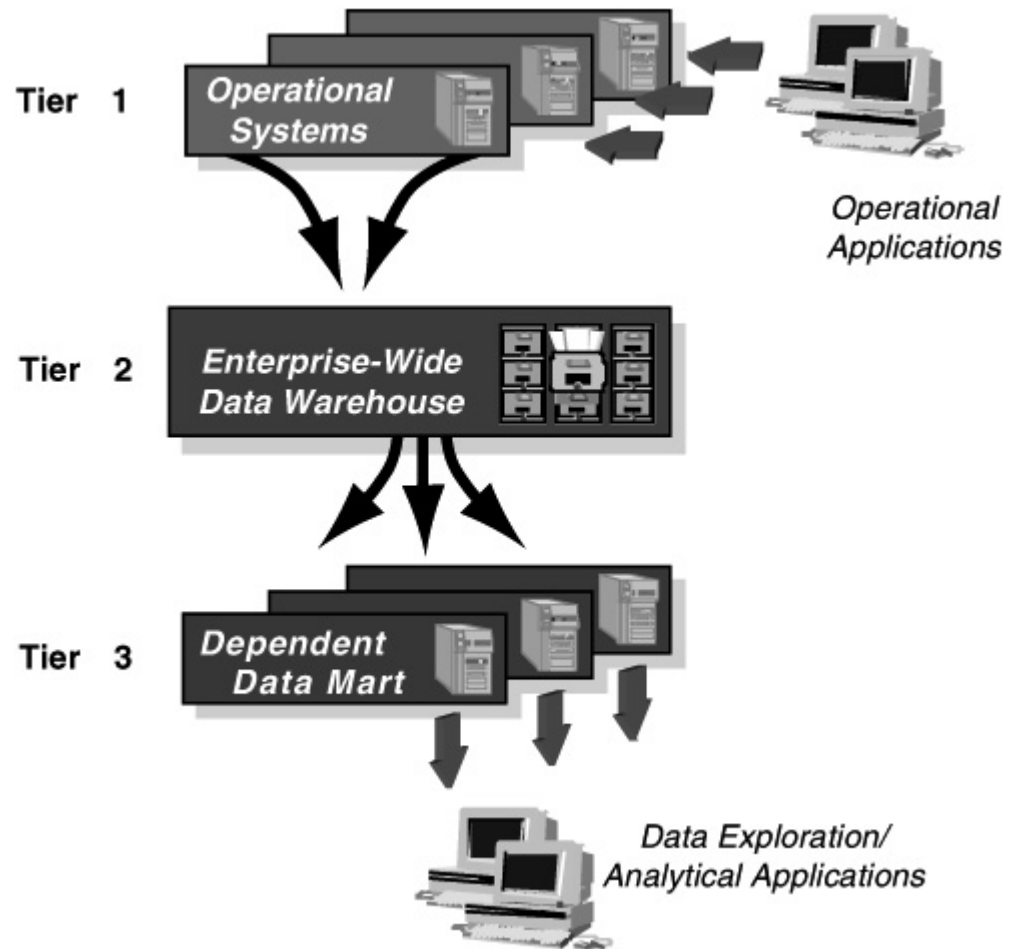 Tier 1
Operational
Systems
Operational
Applications
Tier 2
Enterprise-Wide
Data Warehouse
Tier 3
Dependent
Data Mart
Data Exploration/
Analytical Applications